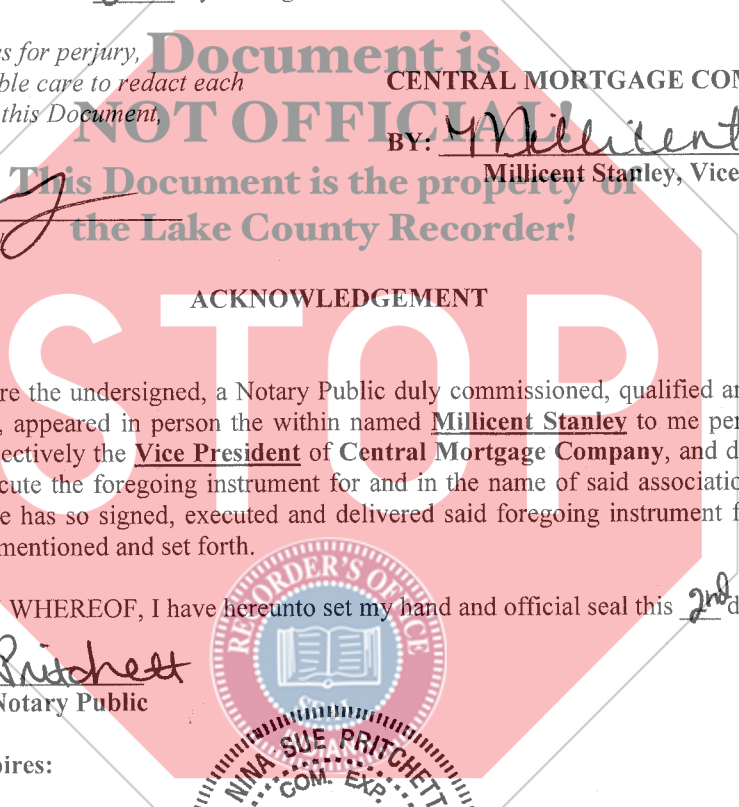 es for perjury,
ble care to redact each
this Document,
Document is
NOT OFFICIAL!
This Document is the property of
the Lake County Recorder!
CENTRAL MORTGAGE COM
BY: Millicent
Millicent Stanley, Vice
STOP
ACKNOWLEDGEMENT
re the undersigned, a Notary Public duly commissioned, qualified an
, appeared in person the within named Millicent Stanley to me per
ectively the Vice President of Central Mortgage Company, and d
cute the foregoing instrument for and in the name of said associatio
e has so signed, executed and delivered said foregoing instrument f
mentioned and set forth.
WHEREOF, I have hereunto set my hand and official seal this 2nd d
Pritchett
Notary Public
RECORDER'S OFFICE
SEAL
pires:
NINA SUE PRITCHETT
COM. EXP.